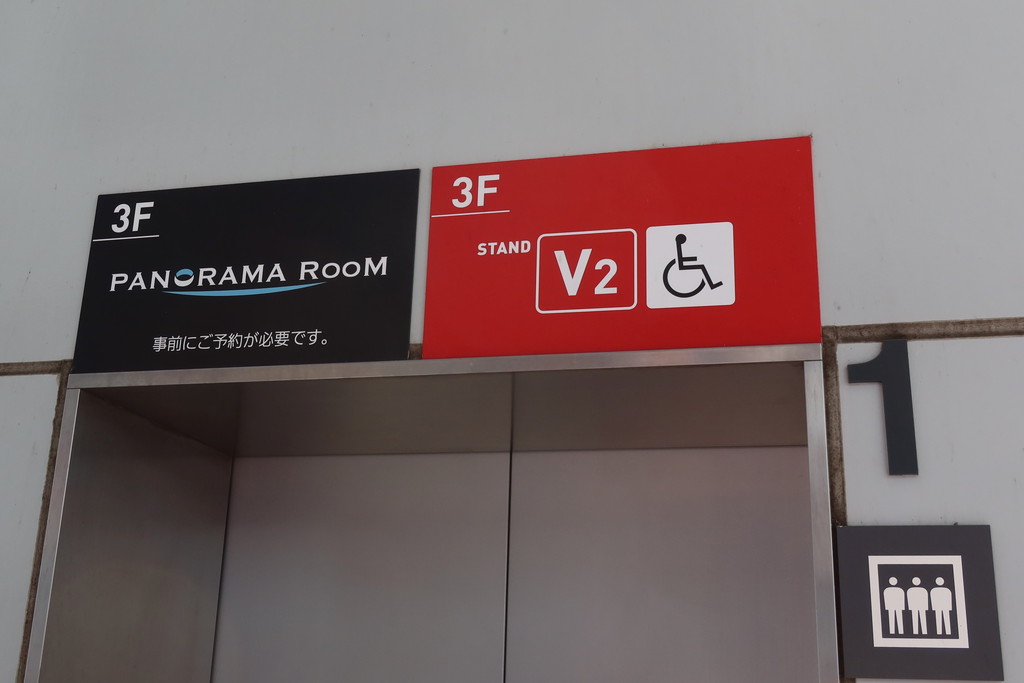 3F
PANORAMA ROOM
事前にご予約が必要です。
3F
STAND V2
1